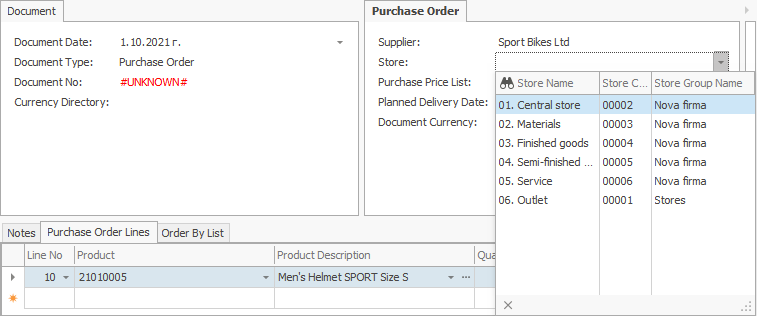 Document
Document Date: 1.10.2021 г.
Document Type: Purchase Order
Document No: #UNKNOWN#
Currency Directory:
Purchase Order
Supplier: Sport Bikes Ltd
Store:
Purchase Price List:
Planned Delivery Date:
Document Currency:
Store Name Store C... Store Group Name
01. Central store 00002 Nova firma
02. Materials 00003 Nova firma
03. Finished goods 00004 Nova firma
04. Semi-finished ... 00005 Nova firma
05. Service 00006 Nova firma
06. Outlet 00001 Stores
Notes Purchase Order Lines Order By List
Line No Product Product Description Qua
10 21010005 Men's Helmet SPORT Size S ...